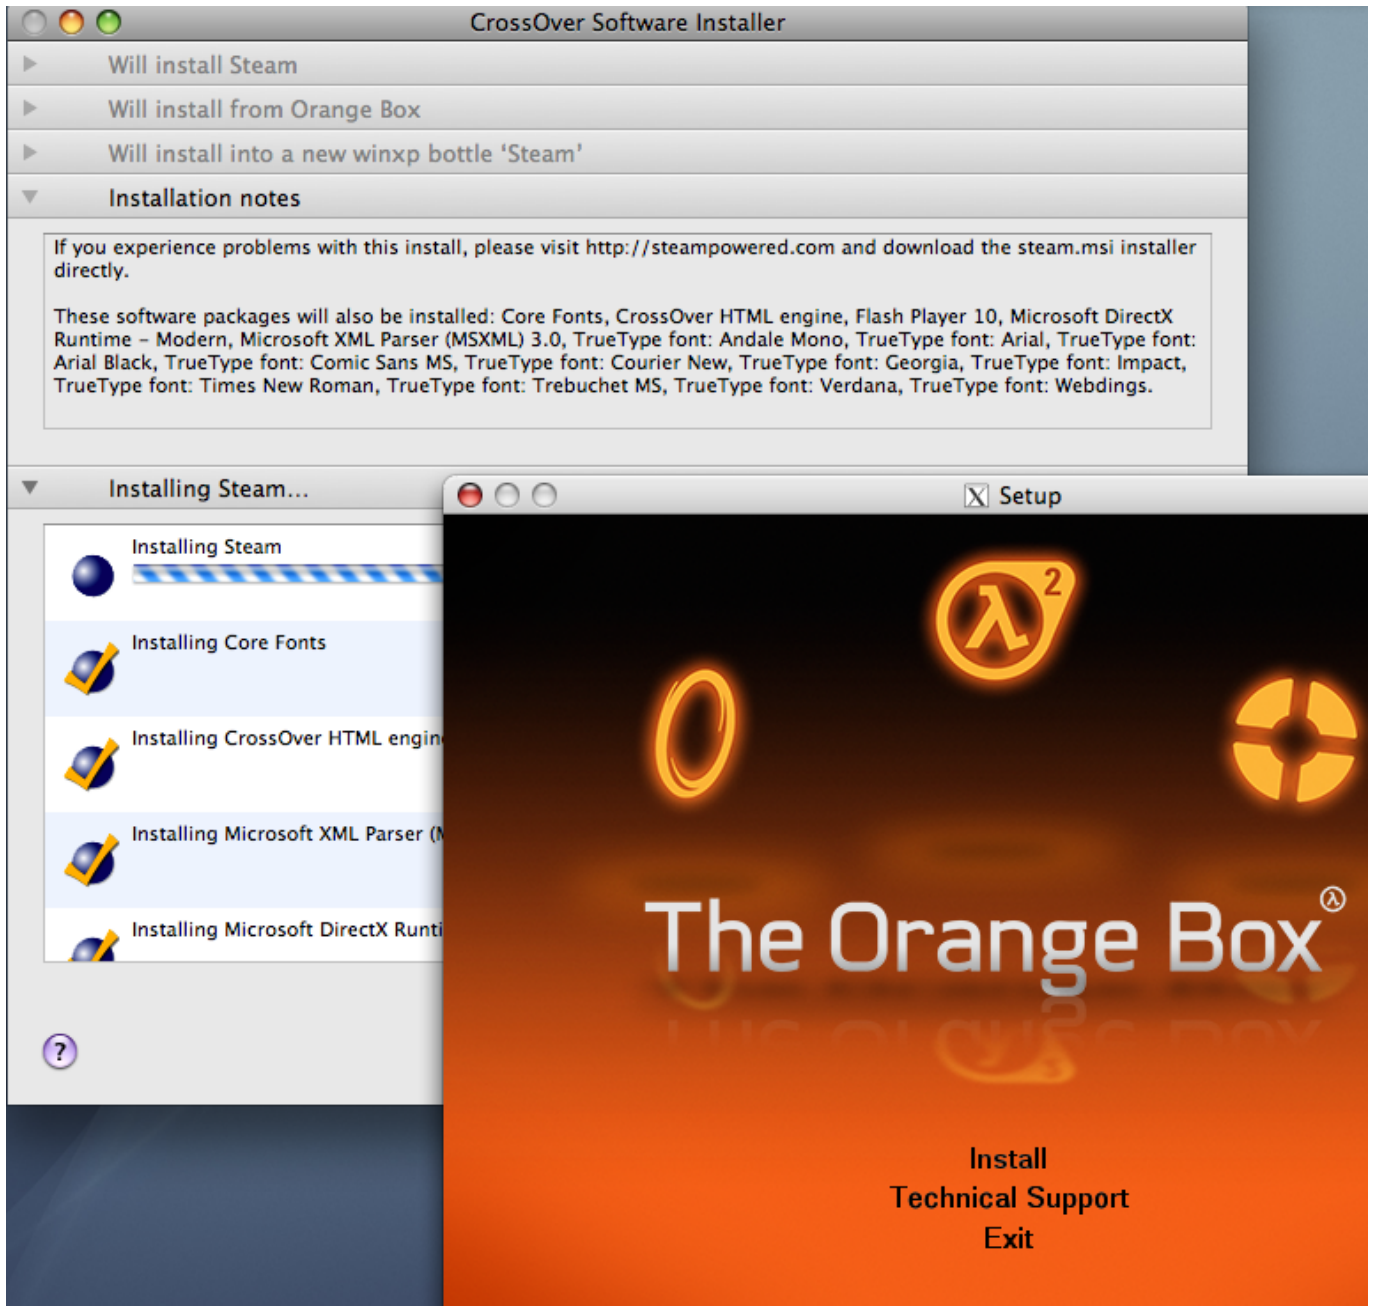 CrossOver Software Installer
Will install Steam
Will install from Orange Box
Will install into a new winxp bottle ‘Steam’
Installation notes
If you experience problems with this install, please visit http://steampowered.com and download the steam.msi installer
directly.
These software packages will also be installed: Core Fonts, CrossOver HTML engine, Flash Player 10, Microsoft DirectX
Runtime – Modern, Microsoft XML Parser (MSXML) 3.0, TrueType font: Andale Mono, TrueType font: Arial, TrueType font:
Arial Black, TrueType font: Comic Sans MS, TrueType font: Courier New, TrueType font: Georgia, TrueType font: Impact,
TrueType font: Times New Roman, TrueType font: Trebuchet MS, TrueType font: Verdana, TrueType font: Webdings.
Installing Steam...
Installing Steam
Installing Core Fonts
Installing CrossOver HTML engin
Installing Microsoft XML Parser (
Installing Microsoft DirectX Runti
?
X Setup
λ2
The Orange Box
Install
Technical Support
Exit